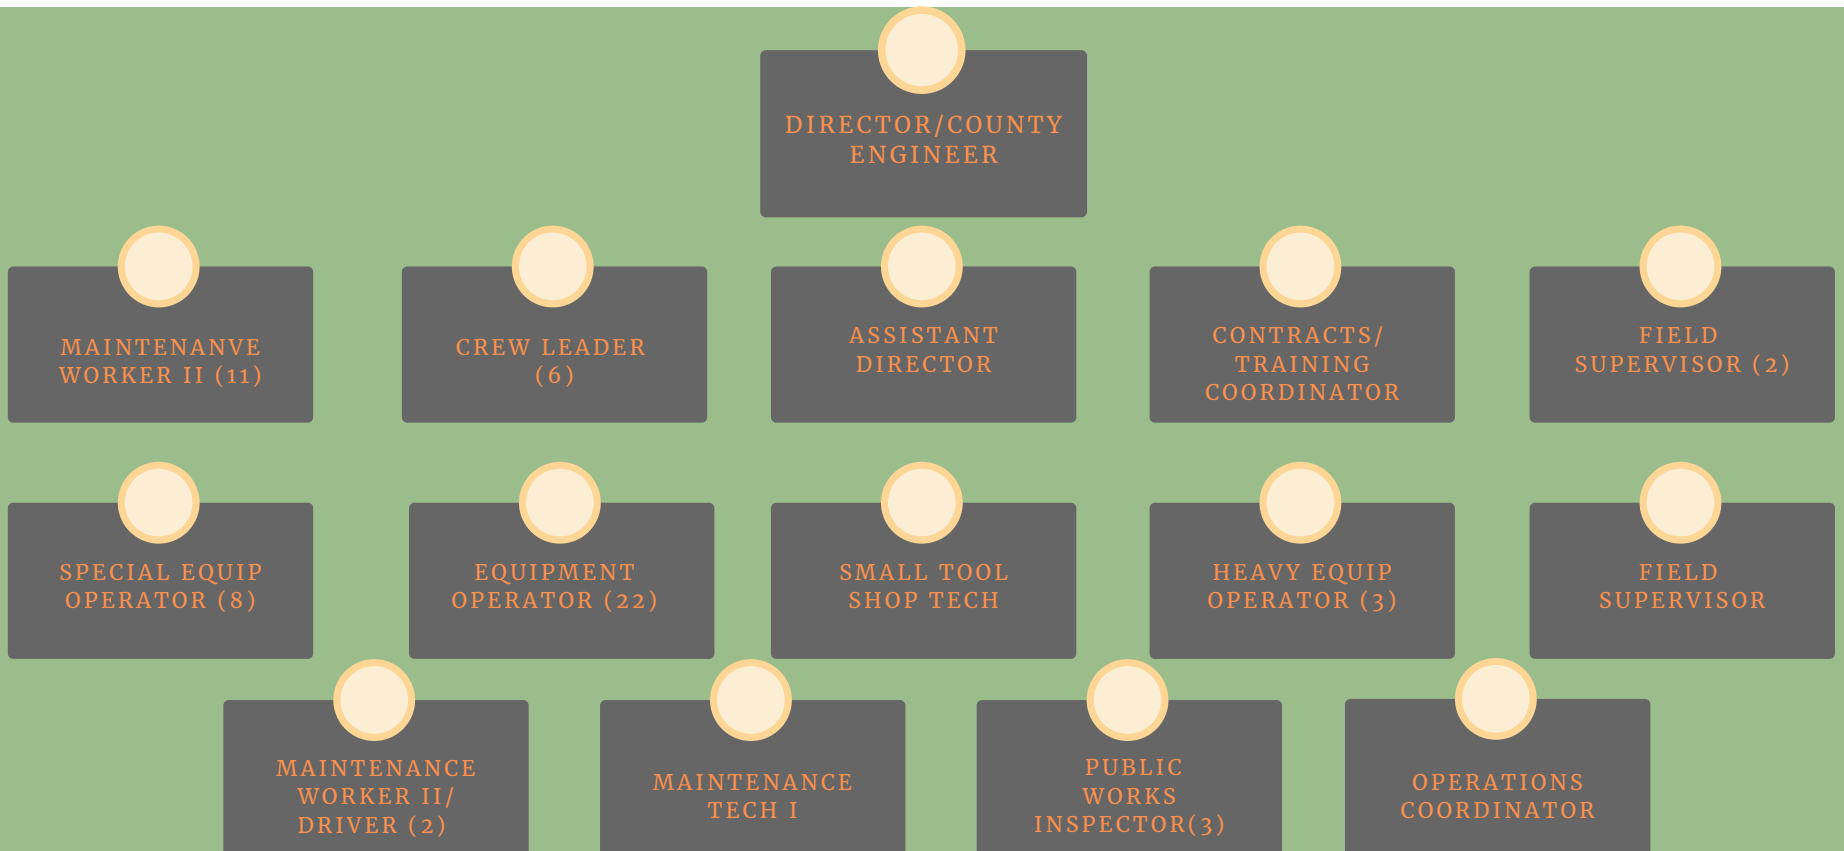 DIRECTOR/COUNTY
ENGINEER
MAINTENANVE
WORKER II (11)
CREW LEADER
(6)
ASSISTANT
DIRECTOR
CONTRACTS/
TRAINING
COORDINATOR
FIELD
SUPERVISOR (2)
SPECIAL EQUIP
OPERATOR (8)
EQUIPMENT
OPERATOR (22)
SMALL TOOL
SHOP TECH
HEAVY EQUIP
OPERATOR (3)
FIELD
SUPERVISOR
MAINTENANCE
WORKER II/
DRIVER (2)
MAINTENANCE
TECH I
PUBLIC
WORKS
INSPECTOR(3)
OPERATIONS
COORDINATOR